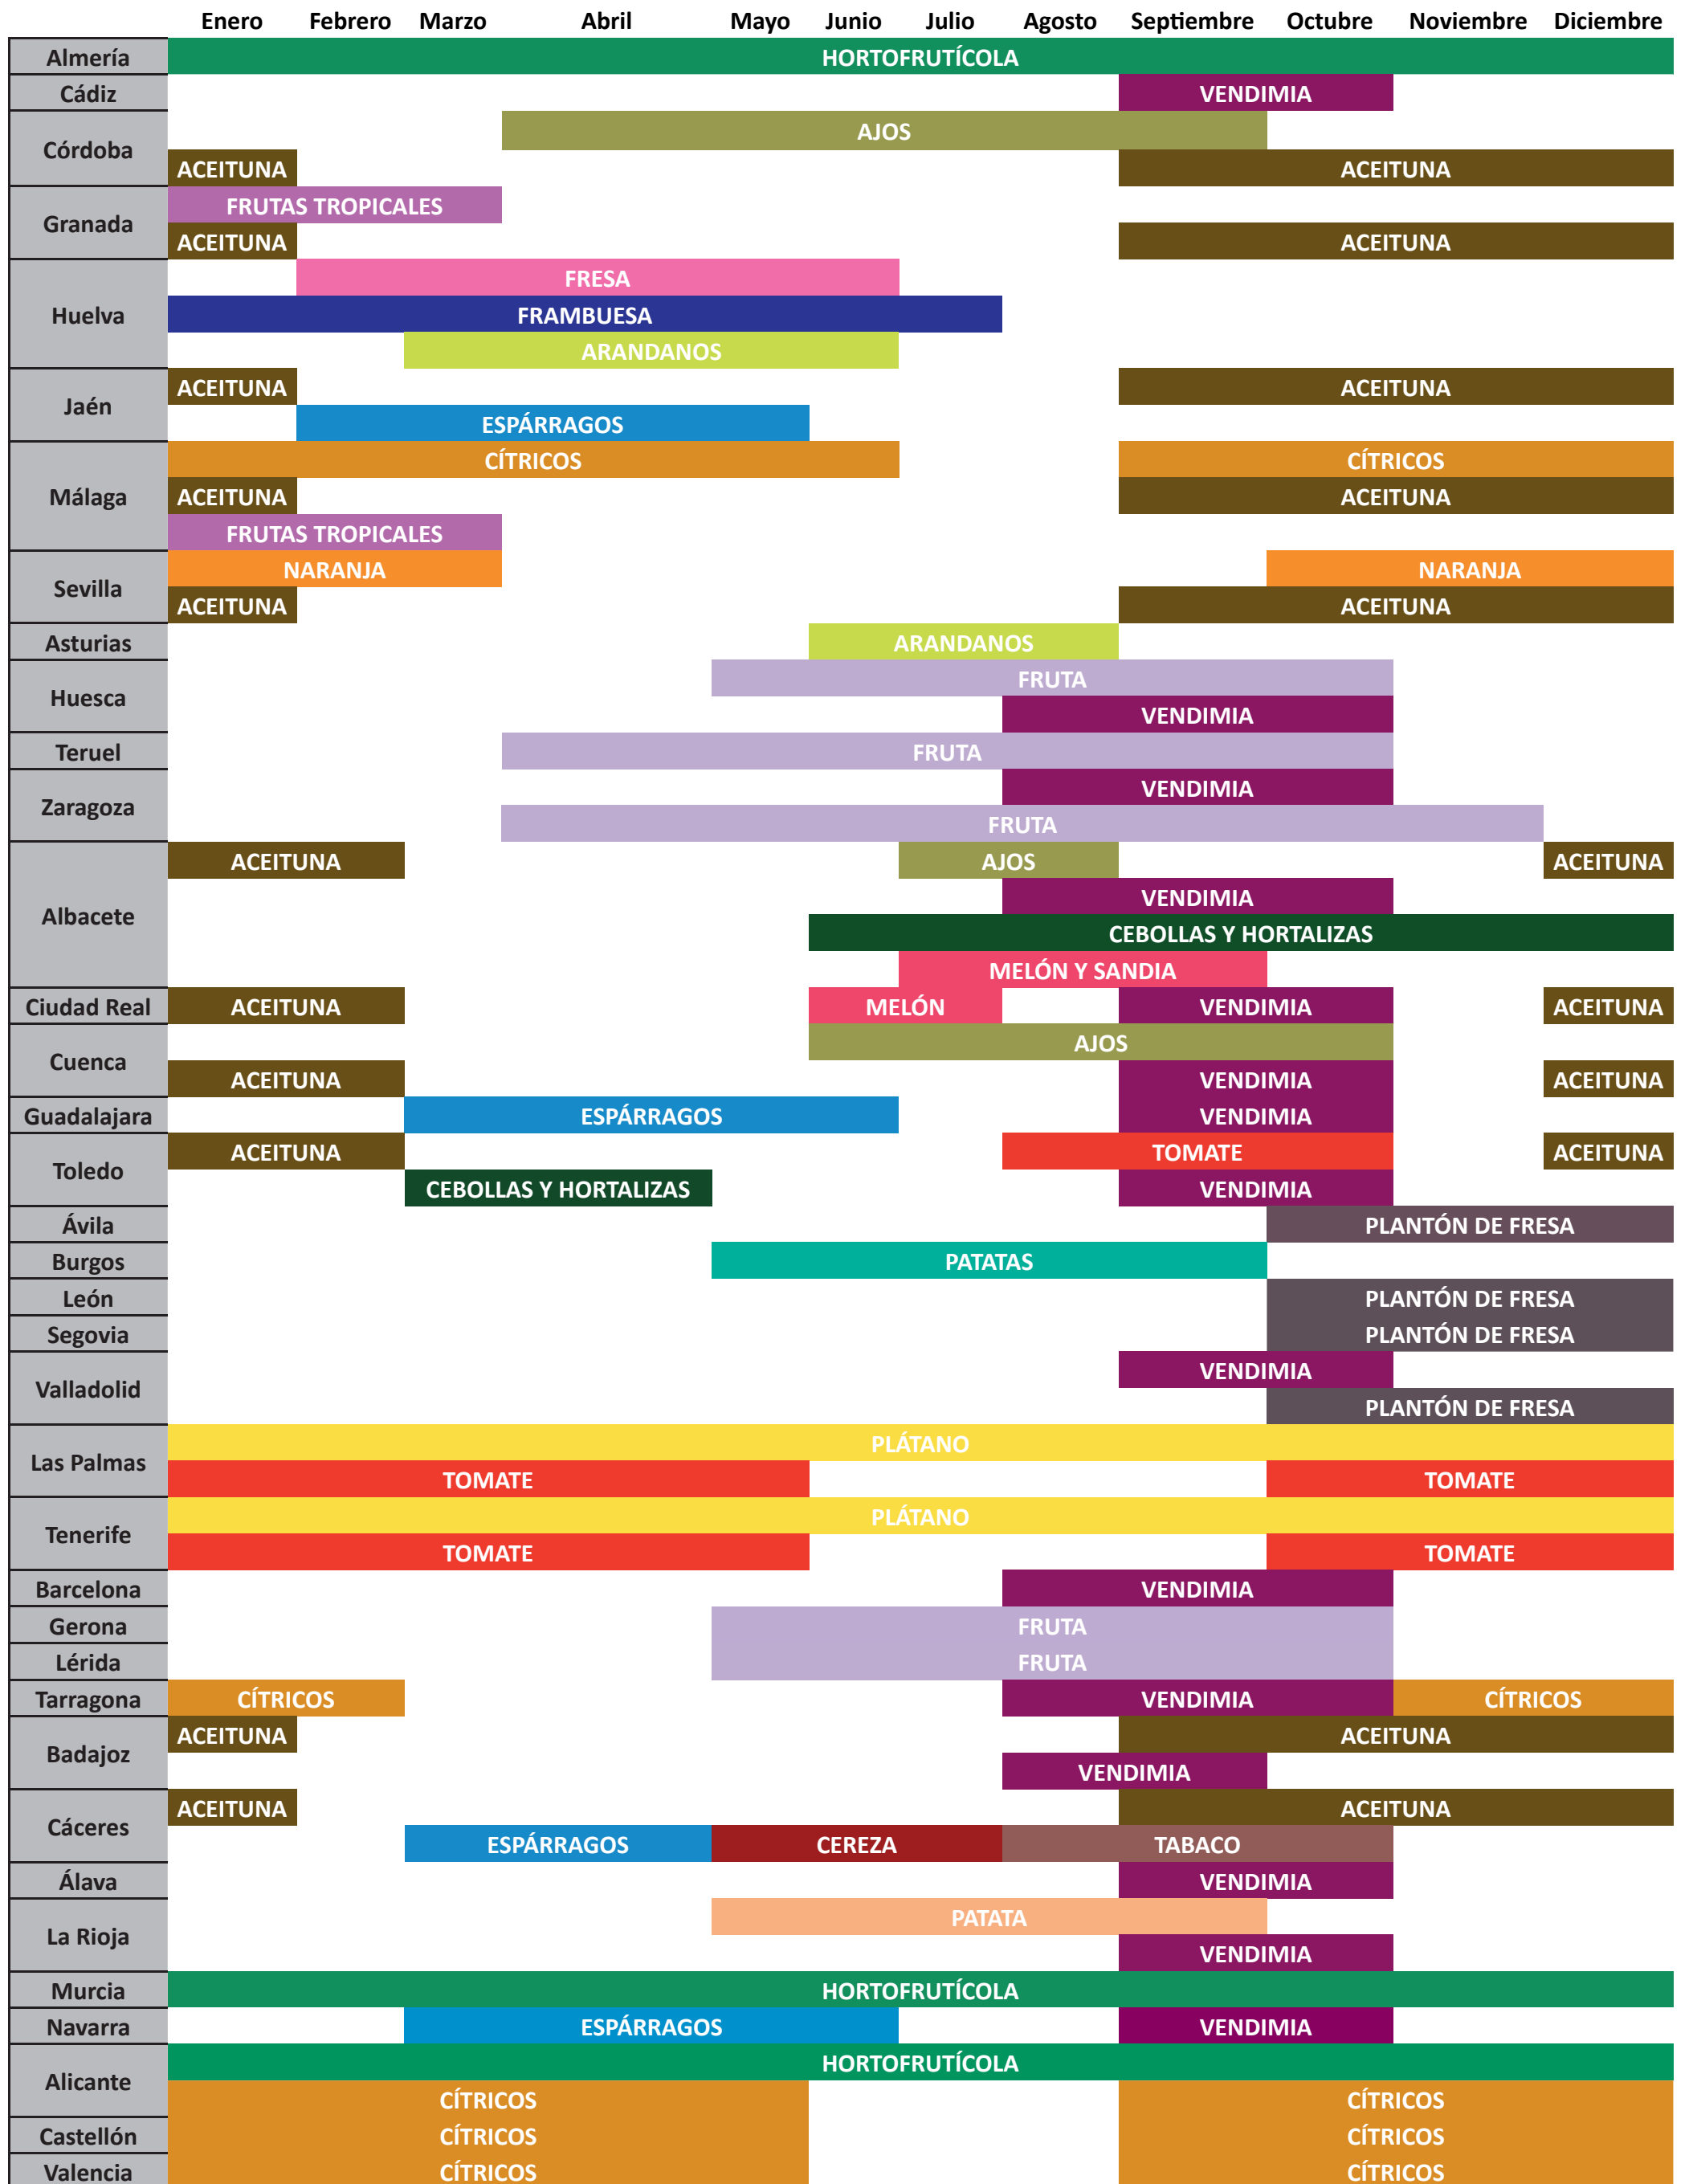 Enero Febrero Marzo Abril Mayo Junio Julio Agosto Septiembre Octubre Noviembre Diciembre
Almería HORTOFRUTÍCOLA
Cádiz VENDIMIA
Córdoba AJOS
ACEITUNA ACEITUNA
Granada FRUTAS TROPICALES
ACEITUNA ACEITUNA
Huelva FRESA
FRAMBUESA
ARANDANOS
Jaén ACEITUNA ACEITUNA
ESPÁRRAGOS
Málaga CÍTRICOS CÍTRICOS
ACEITUNA ACEITUNA
FRUTAS TROPICALES
Sevilla NARANJA NARANJA
ACEITUNA ACEITUNA
Asturias ARANDANOS
Huesca FRUTA
VENDIMIA
Teruel FRUTA
Zaragoza VENDIMIA
FRUTA
Albacete ACEITUNA AJOS ACEITUNA
VENDIMIA
CEBOLLAS Y HORTALIZAS
MELÓN Y SANDIA
Ciudad Real ACEITUNA MELÓN VENDIMIA ACEITUNA
Cuenca AJOS
ACEITUNA VENDIMIA ACEITUNA
Guadalajara ESPÁRRAGOS VENDIMIA
Toledo ACEITUNA TOMATE ACEITUNA
CEBOLLAS Y HORTALIZAS VENDIMIA
Ávila PLANTÓN DE FRESA
Burgos PATATAS
León PLANTÓN DE FRESA
Segovia PLANTÓN DE FRESA
Valladolid VENDIMIA
PLANTÓN DE FRESA
Las Palmas PLÁTANO
TOMATE TOMATE
Tenerife PLÁTANO
TOMATE TOMATE
Barcelona VENDIMIA
Gerona FRUTA
Lérida FRUTA
Tarragona CÍTRICOS VENDIMIA CÍTRICOS
Badajoz ACEITUNA ACEITUNA
VENDIMIA
Cáceres ACEITUNA ACEITUNA
ESPÁRRAGOS CEREZA TABACO
Álava VENDIMIA
La Rioja PATATA
VENDIMIA
Murcia HORTOFRUTÍCOLA
Navarra ESPÁRRAGOS VENDIMIA
Alicante HORTOFRUTÍCOLA
CÍTRICOS CÍTRICOS
Castellón CÍTRICOS CÍTRICOS
Valencia CÍTRICOS CÍTRICOS